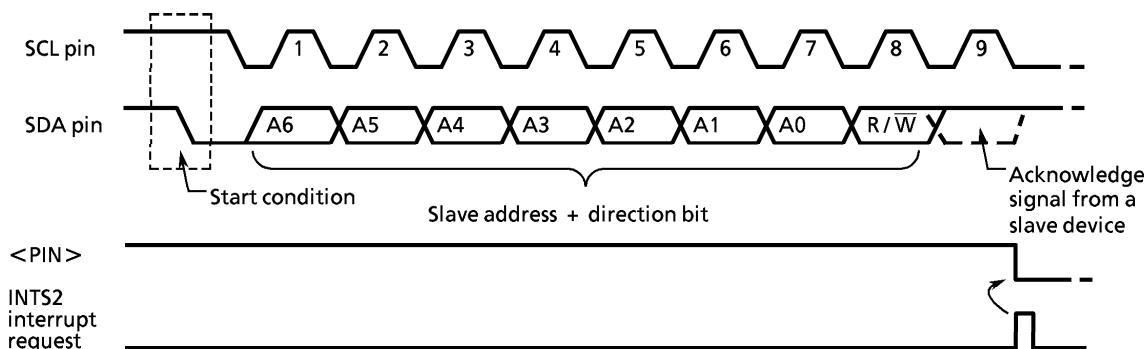 SCL pin
1 2 3 4 5 6 7 8 9
SDA pin
A6 A5 A4 A3 A2 A1 A0 R / W̅
Start condition
Slave address + direction bit
Acknowledge
signal from a
slave device
<PIN>
INTS2
interrupt
request